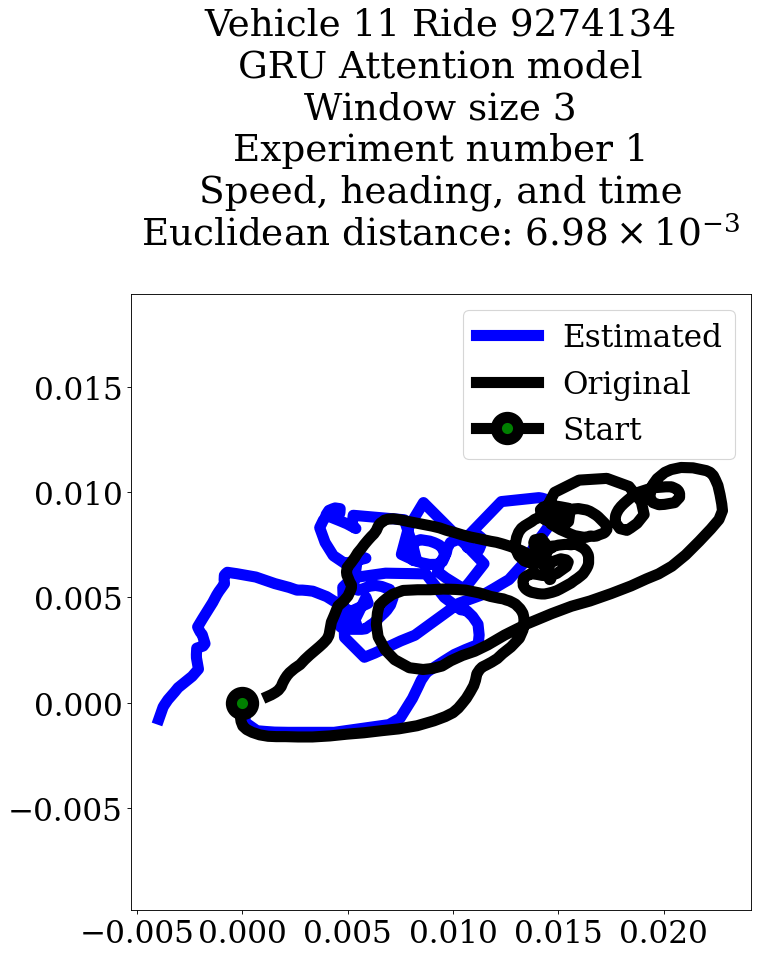 Vehicle 11 Ride 9274134
GRU Attention model
Window size 3
Experiment number 1
Speed, heading, and time
Euclidean distance: 6.98 × 10⁻³
Estimated
Original
Start
0.015
0.010
0.005
0.000
−0.005
−0.005 0.000 0.005 0.010 0.015 0.020